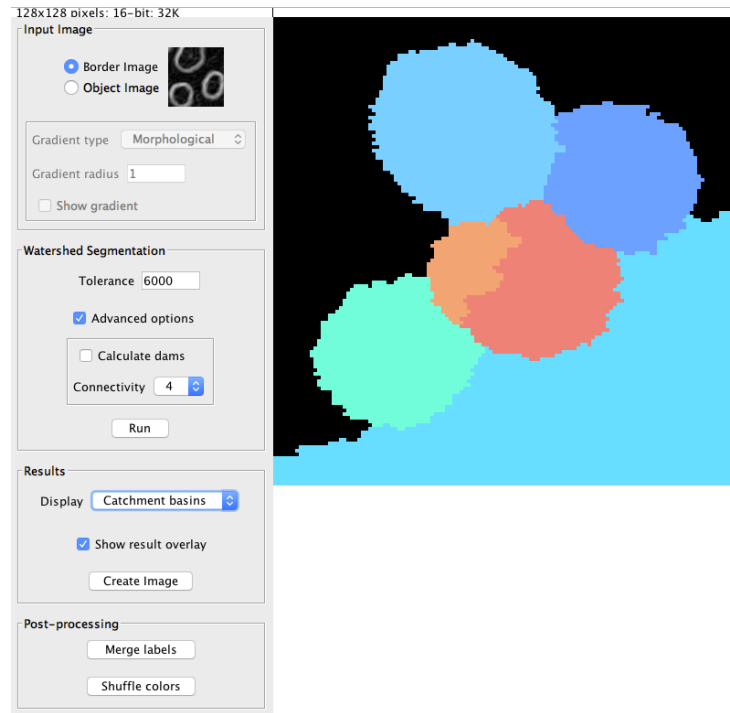 128x128 pixels: 16-bit: 32K
Input Image
Border Image
Object Image
Gradient type Morphological
Gradient radius 1
Show gradient
Watershed Segmentation
Tolerance 6000
Advanced options
Calculate dams
Connectivity 4
Run
Results
Display Catchment basins
Show result overlay
Create Image
Post-processing
Merge labels
Shuffle colors